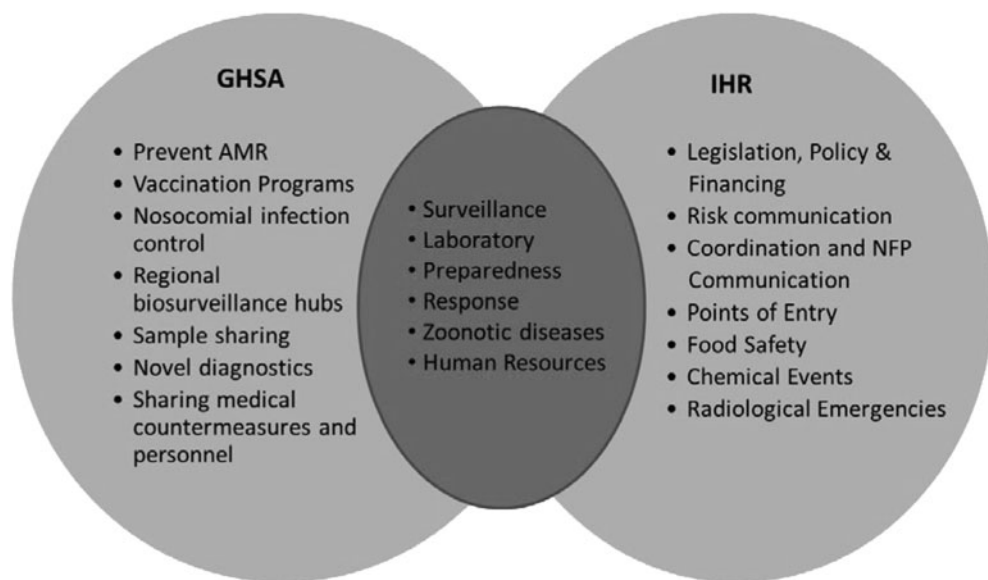 GHSA
• Prevent AMR
• Vaccination Programs
• Nosocomial infection
control
• Regional
biosurveillance hubs
• Sample sharing
• Novel diagnostics
• Sharing medical
countermeasures and
personnel
• Surveillance
• Laboratory
• Preparedness
• Response
• Zoonotic diseases
• Human Resources
IHR
• Legislation, Policy &
Financing
• Risk communication
• Coordination and NFP
Communication
• Points of Entry
• Food Safety
• Chemical Events
• Radiological Emergencies